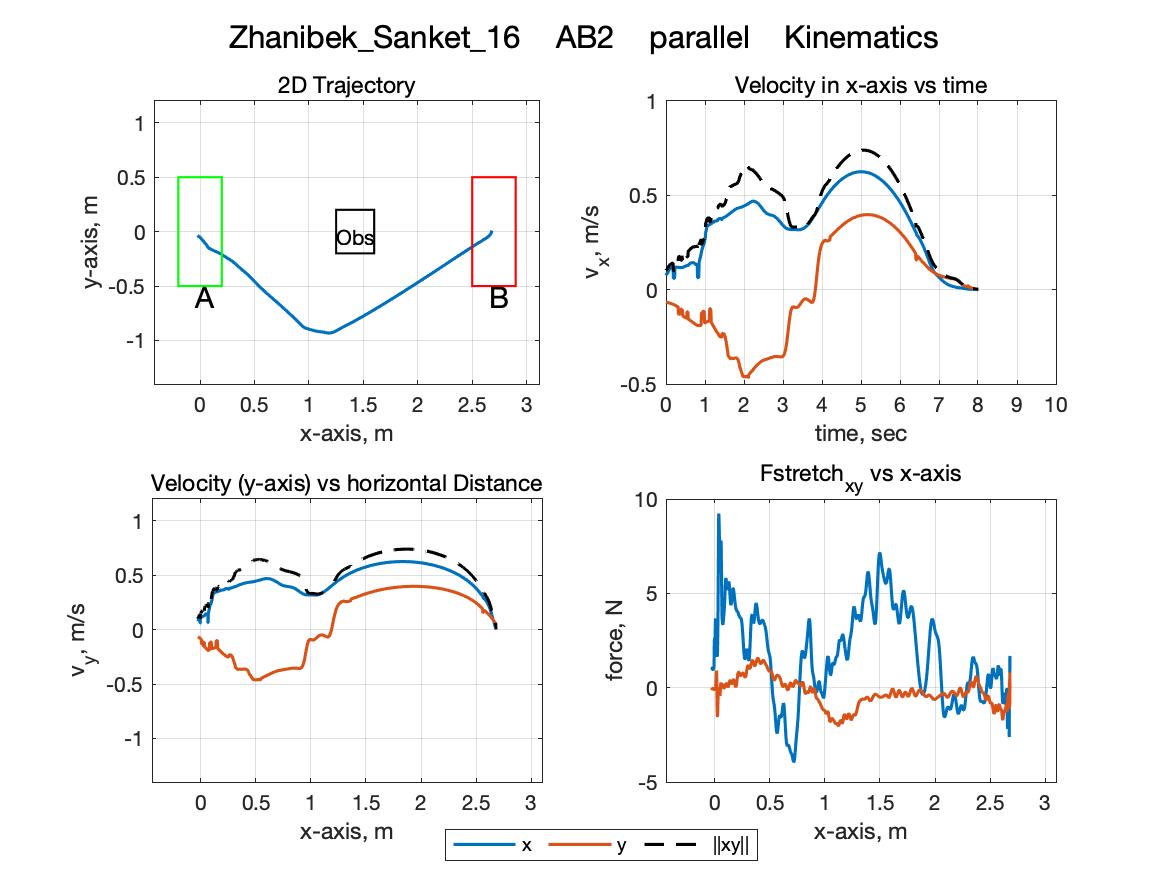 Zhanibek_Sanket_16 AB2 parallel Kinematics
2D Trajectory
1
0.5
0
-0.5
-1
y-axis, m
Obs
A
B
0 0.5 1 1.5 2 2.5 3
x-axis, m
Velocity in x-axis vs time
1
0.5
0
-0.5
v_x, m/s
0 1 2 3 4 5 6 7 8 9 10
time, sec
Velocity (y-axis) vs horizontal Distance
1
0.5
0
-0.5
-1
v_y, m/s
0 0.5 1 1.5 2 2.5 3
x-axis, m
Fstretch_xy vs x-axis
10
5
0
-5
force, N
0 0.5 1 1.5 2 2.5 3
x-axis, m
x y ||xy||